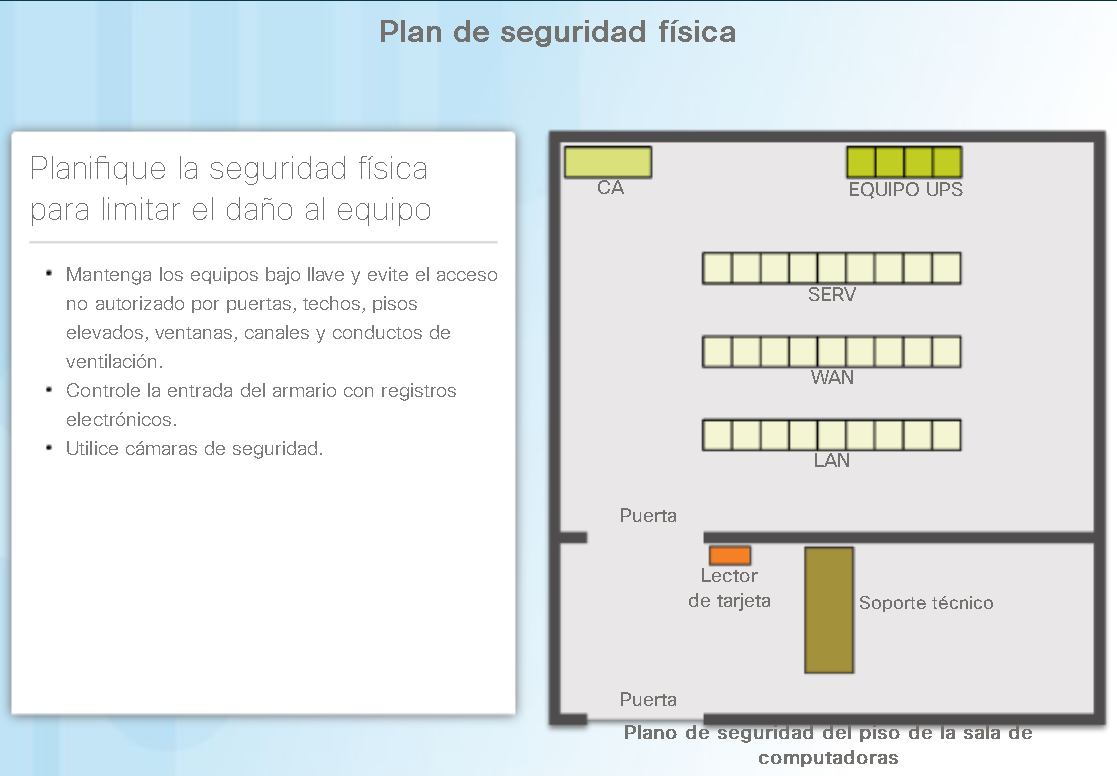 Plan de seguridad física
Planifique la seguridad física
para limitar el daño al equipo
• Mantenga los equipos bajo llave y evite el acceso
no autorizado por puertas, techos, pisos
elevados, ventanas, canales y conductos de
ventilación.
• Controle la entrada del armario con registros
electrónicos.
• Utilice cámaras de seguridad.
CA
EQUIPO UPS
SERV
WAN
LAN
Puerta
Lector
de tarjeta
Soporte técnico
Puerta
Plano de seguridad del piso de la sala de
computadoras